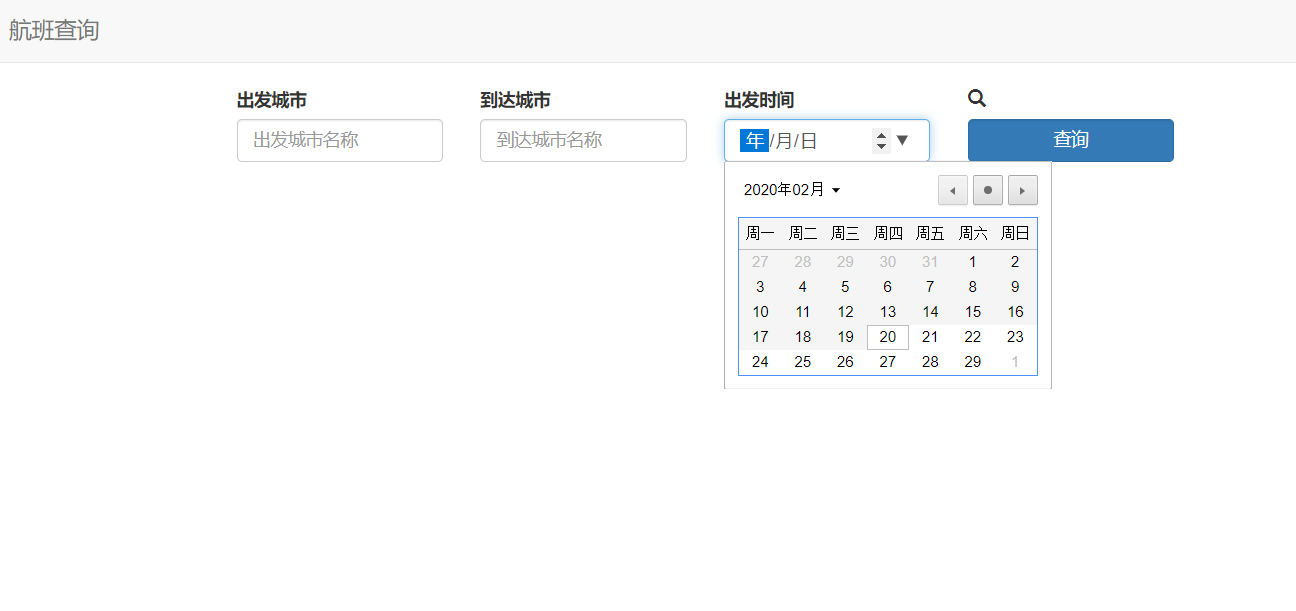 航班查询
出发城市 到达城市 出发时间
出发城市名称 到达城市名称 年/月/日 查询
2020年02月
周一 周二 周三 周四 周五 周六 周日
27 28 29 30 31 1 2
3 4 5 6 7 8 9
10 11 12 13 14 15 16
17 18 19 20 21 22 23
24 25 26 27 28 29 1